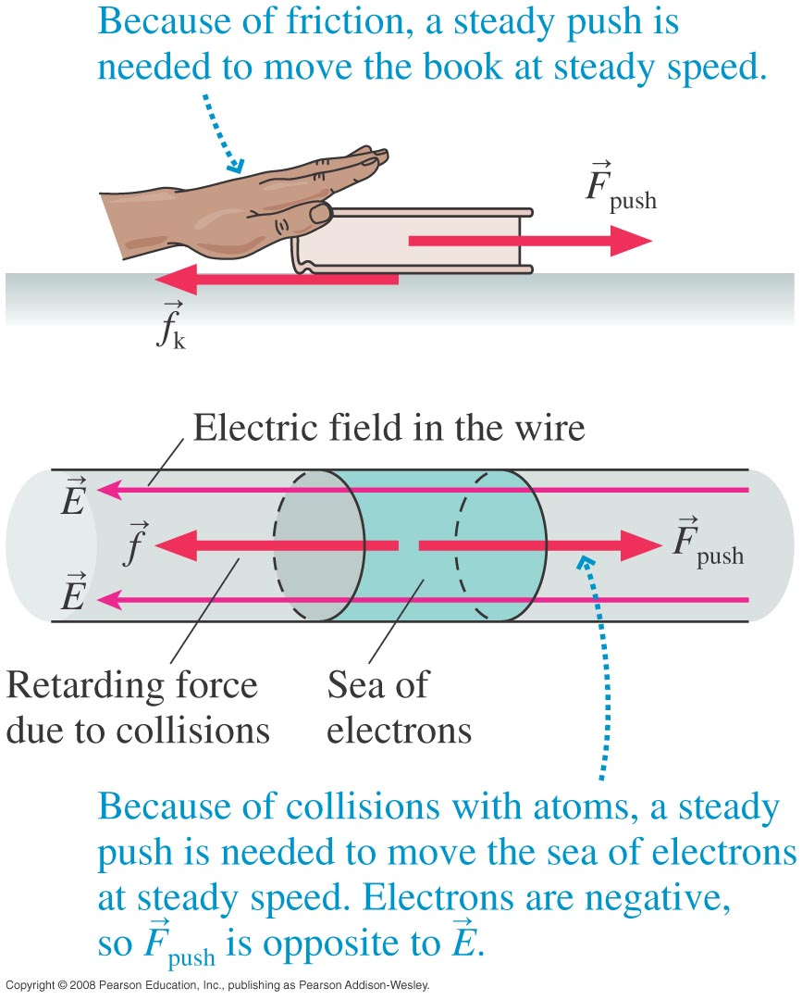 Because of friction, a steady push is
needed to move the book at steady speed.
F⃗push
f⃗k
Electric field in the wire
E⃗
f⃗
F⃗push
E⃗
Retarding force
due to collisions
Sea of
electrons
Because of collisions with atoms, a steady
push is needed to move the sea of electrons
at steady speed. Electrons are negative,
so F⃗push is opposite to E⃗.
Copyright © 2008 Pearson Education, Inc., publishing as Pearson Addison-Wesley.